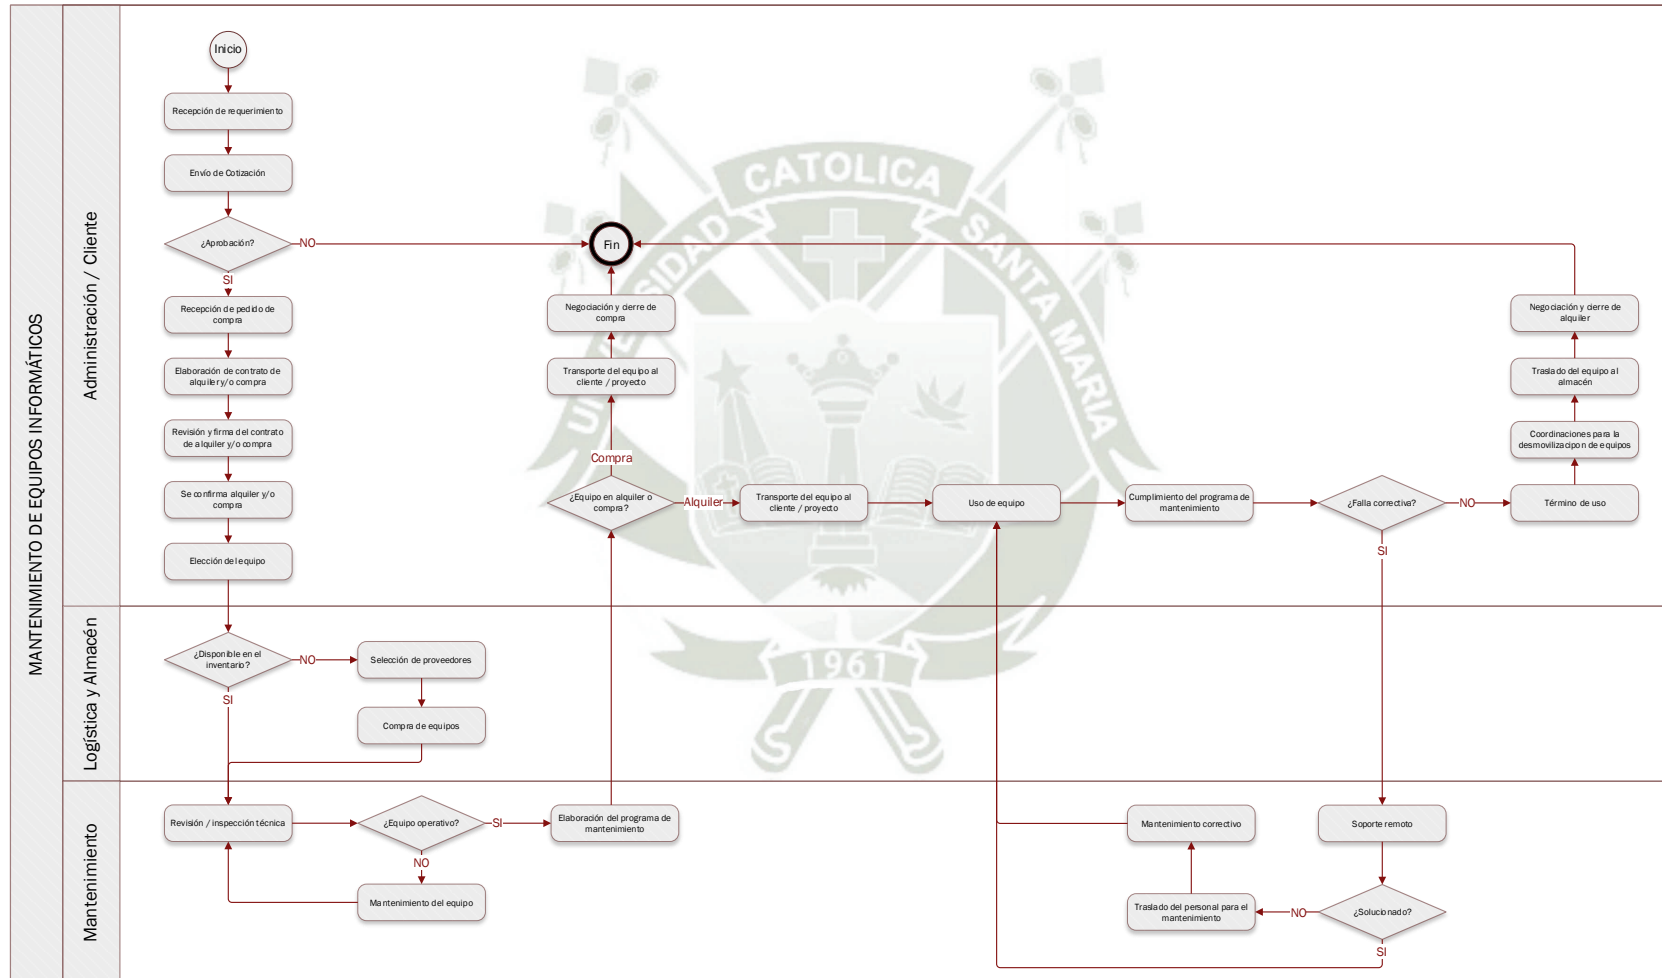 MANTENIMIENTO DE EQUIPOS INFORMÁTICOS
Administración / Cliente
Inicio
Recepción de requerimiento
Envío de Cotización
¿Aprobación?
NO
SI
Recepción de pedido de
compra
Elaboración de contrato de
alquiler y/o compra
Revisión y firma del contrato
de alquiler y/o compra
Se confirma alquiler y/o
compra
Elección del equipo
Fin
Negociación y cierre de
compra
Transporte del equipo al
cliente / proyecto
Compra
¿Equipo en alquiler o
compra?
Alquiler
Transporte del equipo al
cliente / proyecto
Uso de equipo
Cumplimiento del programa de
mantenimiento
¿Falla correctiva?
NO
SI
Término de uso
Coordinaciones para la
desmovilizacipon de equipos
Traslado del equipo al
almacén
Negociación y cierre de
alquiler
Logística y Almacén
¿Disponible en el
inventario?
NO
SI
Selección de proveedores
Compra de equipos
Mantenimiento
Revisión / inspección técnica
¿Equipo operativo?
SI
NO
Elaboración del programa de
mantenimiento
Mantenimiento del equipo
Mantenimiento correctivo
Traslado del personal para el
mantenimiento
Soporte remoto
¿Solucionado?
NO
SI
UNIVERSIDAD
CATOLICA
SANTA MARIA
1961